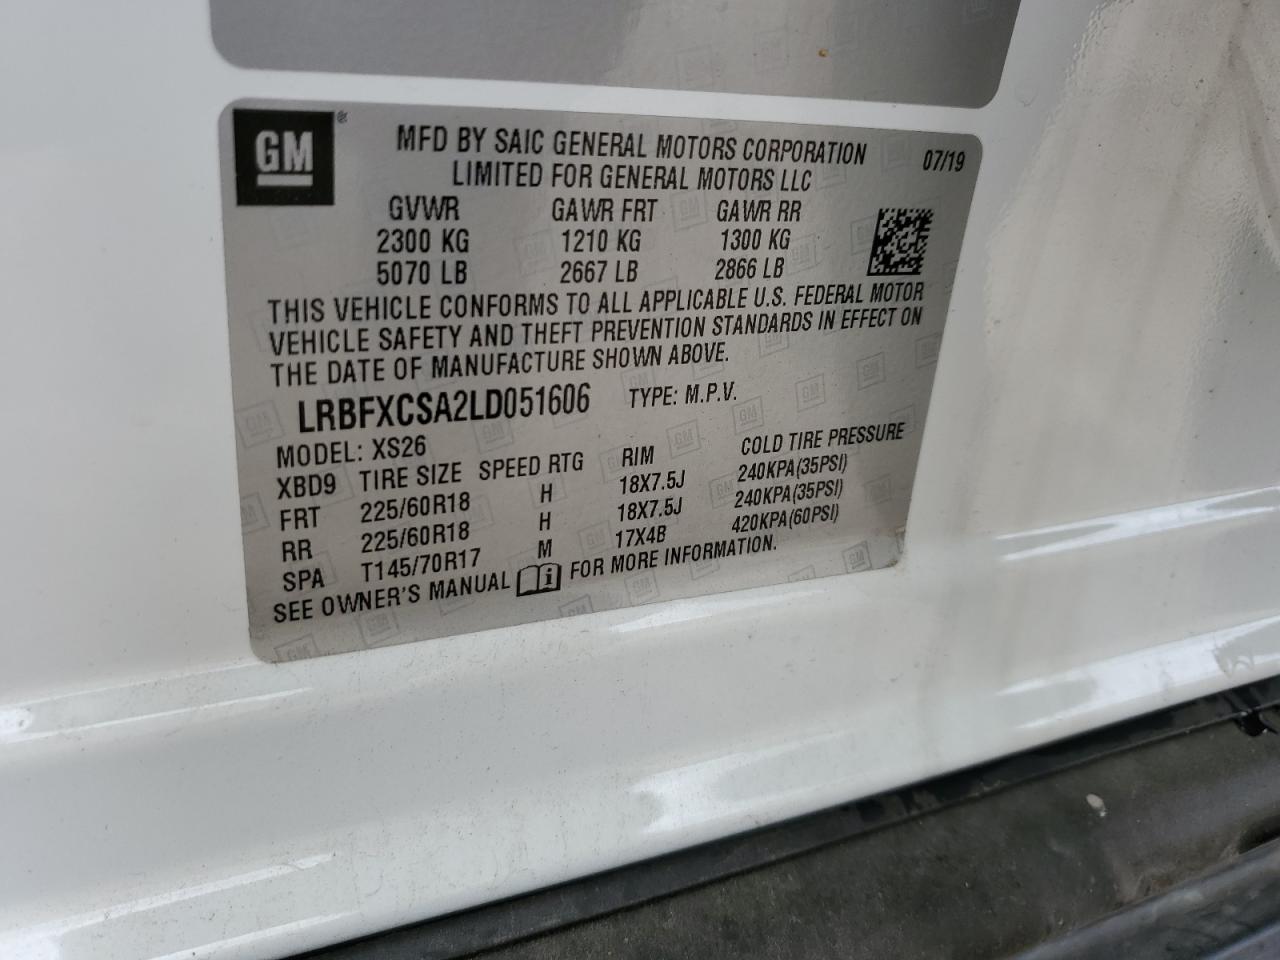 GM ®
MFD BY SAIC GENERAL MOTORS CORPORATION 07/19
LIMITED FOR GENERAL MOTORS LLC
GVWR GAWR FRT GAWR RR
2300 KG 1210 KG 1300 KG
5070 LB 2667 LB 2866 LB
THIS VEHICLE CONFORMS TO ALL APPLICABLE U.S. FEDERAL MOTOR
VEHICLE SAFETY AND THEFT PREVENTION STANDARDS IN EFFECT ON
THE DATE OF MANUFACTURE SHOWN ABOVE.
LRBFXCSA2LD051606 TYPE: M.P.V.
MODEL: XS26
XBD9 TIRE SIZE SPEED RTG RIM COLD TIRE PRESSURE
FRT 225/60R18 H 18X7.5J 240KPA(35PSI)
RR 225/60R18 H 18X7.5J 240KPA(35PSI)
SPA T145/70R17 M 17X4B 420KPA(60PSI)
SEE OWNER'S MANUAL FOR MORE INFORMATION.